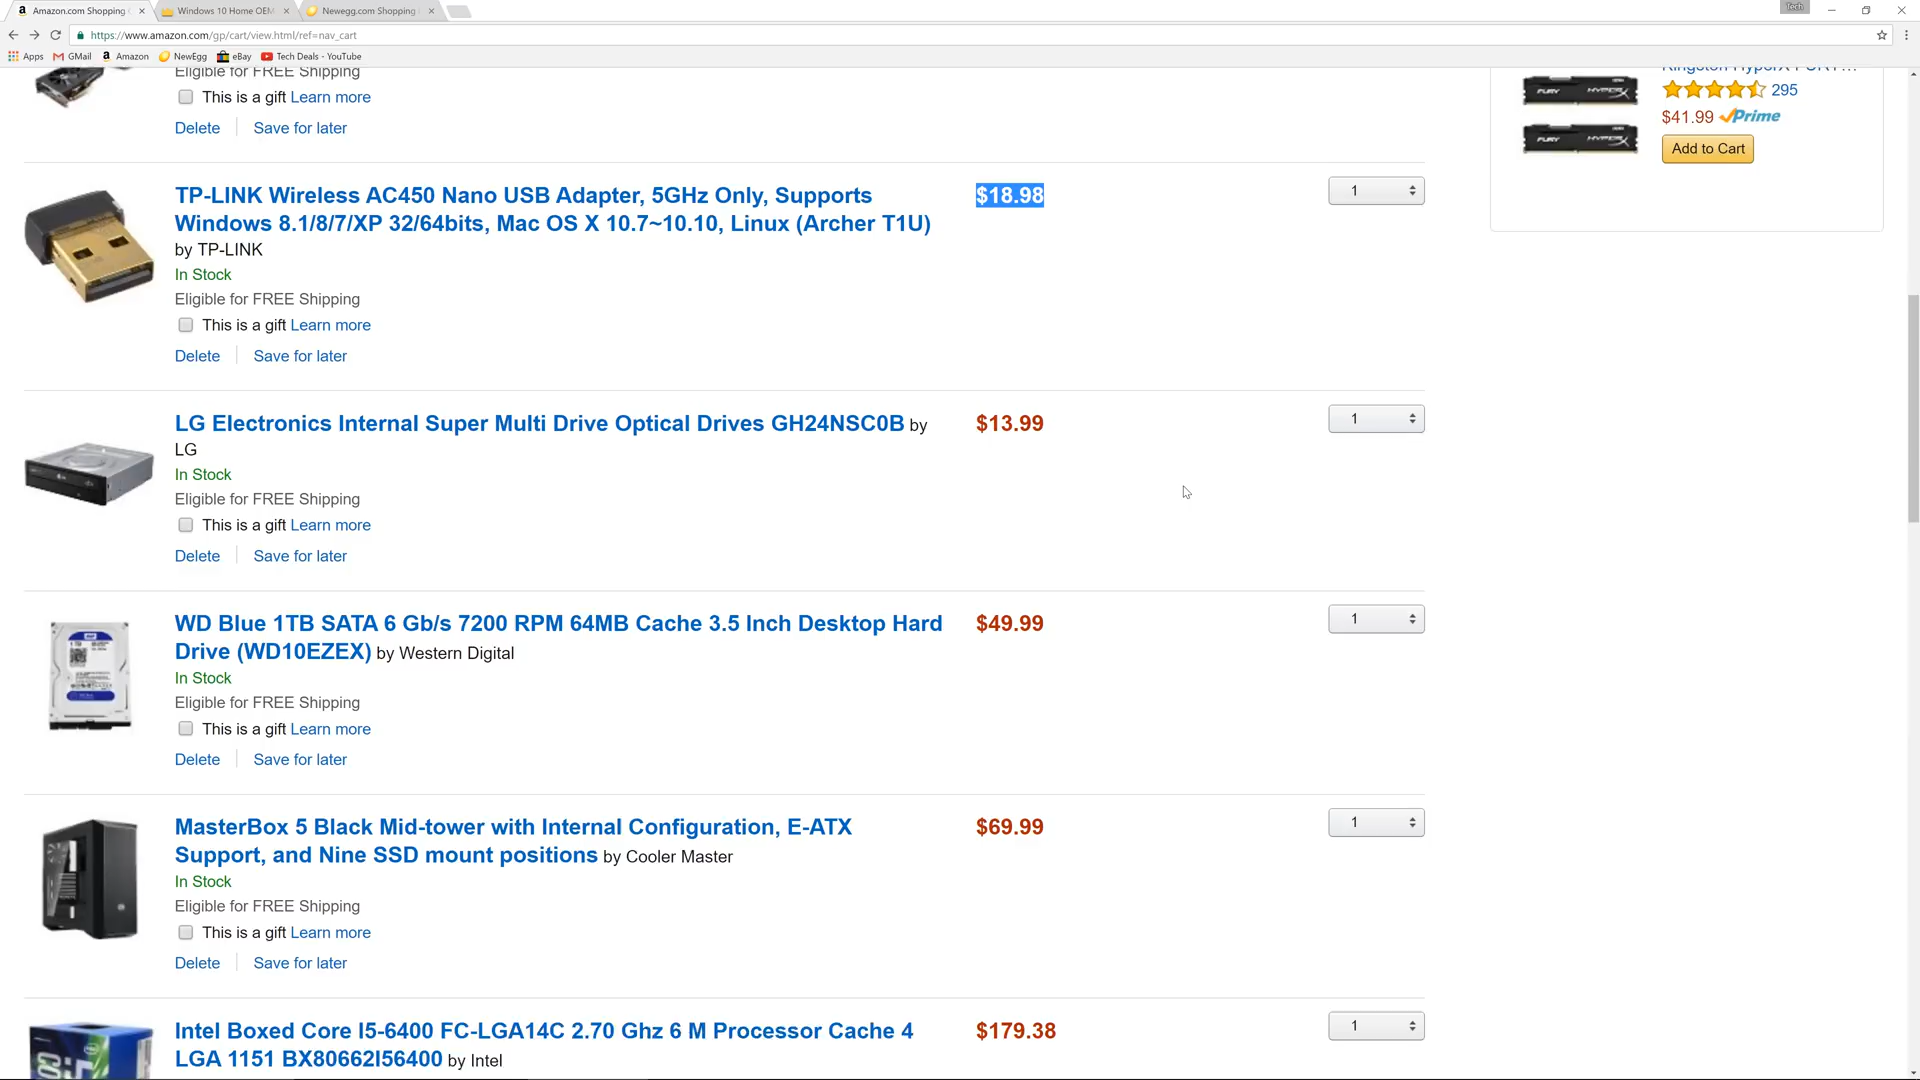 Amazon.com Shopping C
Windows 10 Home OEM
Newegg.com Shopping
Tech
https://www.amazon.com/gp/cart/view.html/ref=nav_cart
Apps
GMail
Amazon
NewEgg
eBay
Tech Deals - YouTube
Eligible for FREE Shipping
This is a gift Learn more
Delete
Save for later
295
$41.99 Prime
Add to Cart
TP-LINK Wireless AC450 Nano USB Adapter, 5GHz Only, Supports
Windows 8.1/8/7/XP 32/64bits, Mac OS X 10.7~10.10, Linux (Archer T1U)
by TP-LINK
In Stock
Eligible for FREE Shipping
This is a gift Learn more
Delete
Save for later
$18.98
1
LG Electronics Internal Super Multi Drive Optical Drives GH24NSC0B by
LG
In Stock
Eligible for FREE Shipping
This is a gift Learn more
Delete
Save for later
$13.99
1
WD Blue 1TB SATA 6 Gb/s 7200 RPM 64MB Cache 3.5 Inch Desktop Hard
Drive (WD10EZEX) by Western Digital
In Stock
Eligible for FREE Shipping
This is a gift Learn more
Delete
Save for later
$49.99
1
MasterBox 5 Black Mid-tower with Internal Configuration, E-ATX
Support, and Nine SSD mount positions by Cooler Master
In Stock
Eligible for FREE Shipping
This is a gift Learn more
Delete
Save for later
$69.99
1
Intel Boxed Core I5-6400 FC-LGA14C 2.70 Ghz 6 M Processor Cache 4
LGA 1151 BX80662I56400 by Intel
$179.38
1